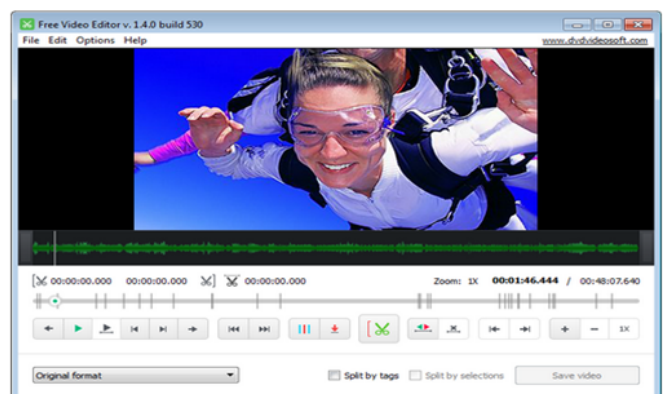 Free Video Editor v. 1.4.0 build 530
File Edit Options Help www.dvdvideosoft.com
00:00:00.000 00:00:00.000 00:00:00.000 Zoom: 1X 00:01:46.444 / 00:48:07.640
1X
Original format Split by tags Split by selections Save video